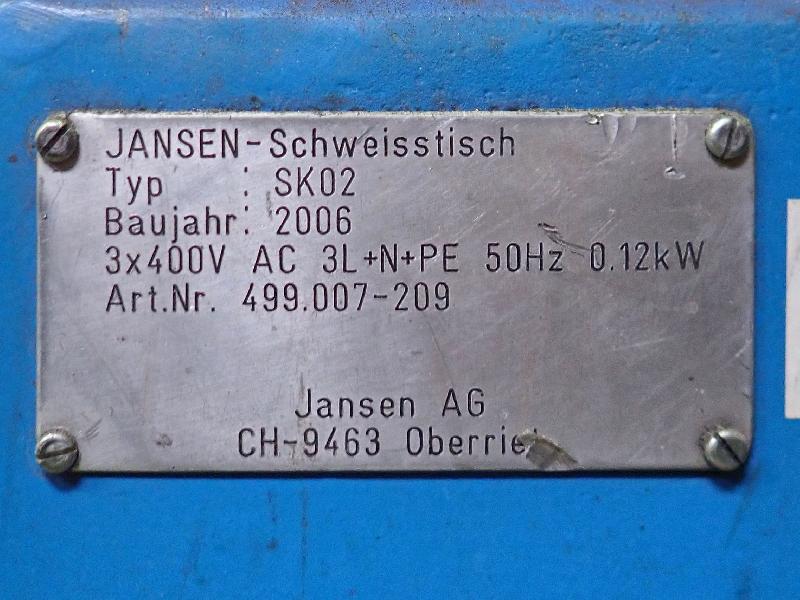 JANSEN-Schweisstisch
Typ : SK02
Baujahr: 2006
3x400V AC 3L+N+PE 50Hz 0.12kW
Art.Nr. 499.007-209
Jansen AG
CH-9463